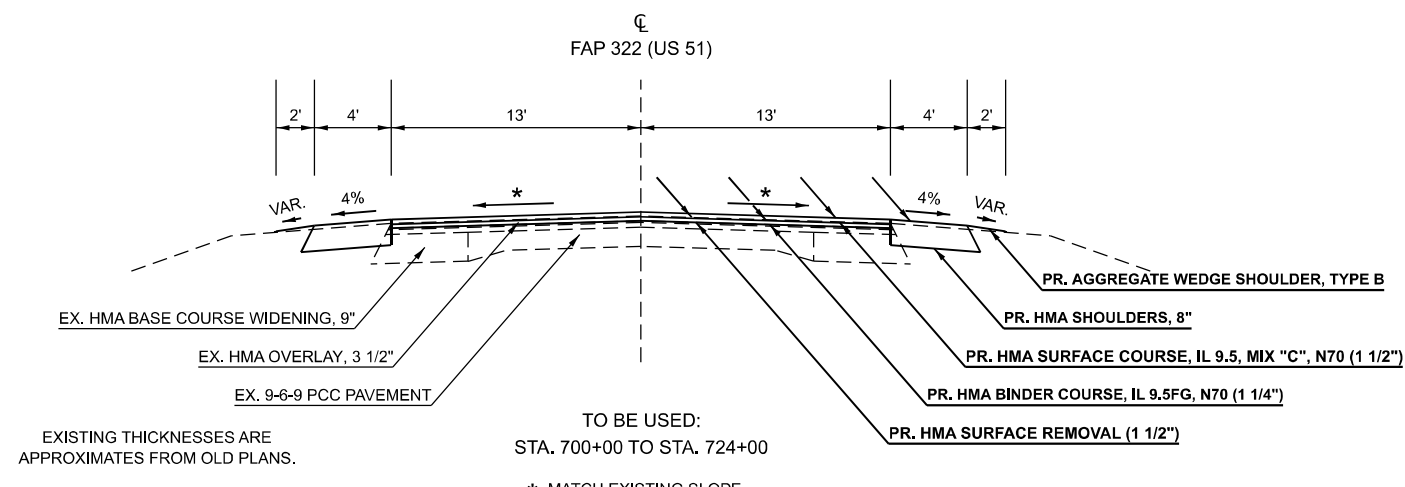 ℄
FAP 322 (US 51)
2' 4' 13' 13' 4' 2'
VAR. 4% * * 4% VAR.
PR. AGGREGATE WEDGE SHOULDER, TYPE B
EX. HMA BASE COURSE WIDENING, 9"
PR. HMA SHOULDERS, 8"
EX. HMA OVERLAY, 3 1/2"
PR. HMA SURFACE COURSE, IL 9.5, MIX "C", N70 (1 1/2")
EX. 9-6-9 PCC PAVEMENT
PR. HMA BINDER COURSE, IL 9.5FG, N70 (1 1/4")
PR. HMA SURFACE REMOVAL (1 1/2")
EXISTING THICKNESSES ARE
APPROXIMATES FROM OLD PLANS.
TO BE USED:
STA. 700+00 TO STA. 724+00
* MATCH EXISTING SLOPE